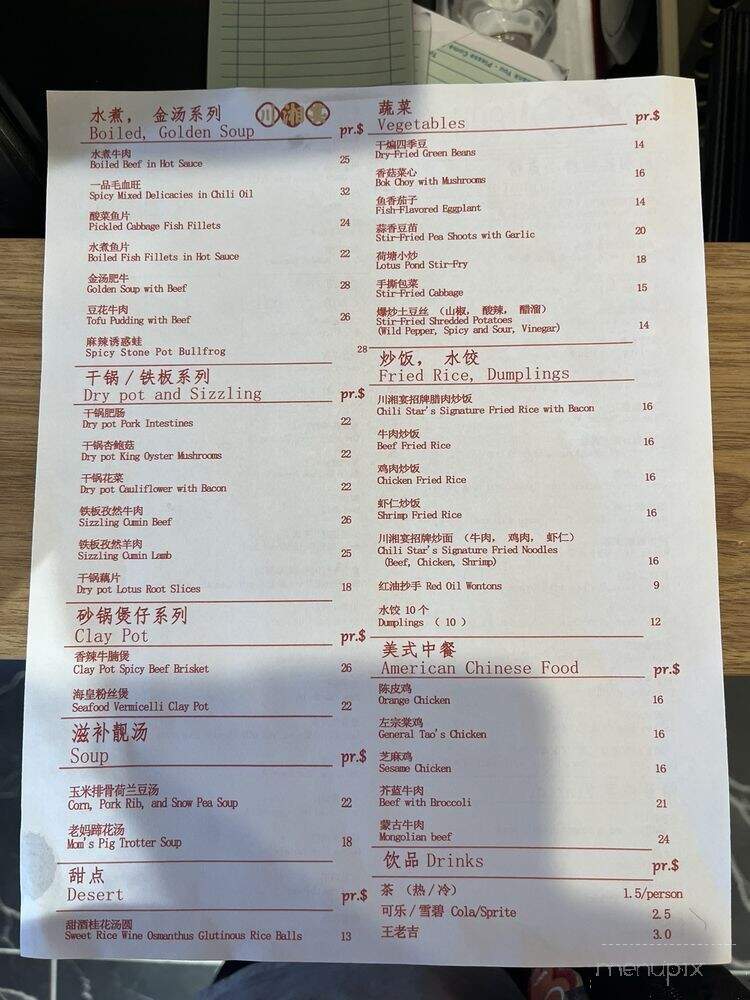 水煮， 金汤系列
Boiled, Golden Soup pr.$
水煮牛肉
Boiled Beef in Hot Sauce 25
一品毛血旺
Spicy Mixed Delicacies in Chili Oil 32
酸菜鱼片
Pickled Cabbage Fish Fillets 24
水煮鱼片
Boiled Fish Fillets in Hot Sauce 22
金汤肥牛
Golden Soup with Beef 28
豆花牛肉
Tofu Pudding with Beef 26
麻辣诱惑蛙
Spicy Stone Pot Bullfrog 28
干锅/铁板系列
Dry pot and Sizzling pr.$
干锅肥肠
Dry pot Pork Intestines 22
干锅杏鲍菇
Dry pot King Oyster Mushrooms 22
干锅花菜
Dry pot Cauliflower with Bacon 22
铁板孜然牛肉
Sizzling Cumin Beef 26
铁板孜然羊肉
Sizzling Cumin Lamb 25
干锅藕片
Dry pot Lotus Root Slices 18
砂锅煲仔系列
Clay Pot pr.$
香辣牛腩煲
Clay Pot Spicy Beef Brisket 26
海皇粉丝煲
Seafood Vermicelli Clay Pot 22
滋补靓汤
Soup pr.$
玉米排骨荷兰豆汤
Corn, Pork Rib, and Snow Pea Soup 22
老妈蹄花汤
Mom's Pig Trotter Soup 18
甜点
Desert pr.$
甜酒桂花汤圆
Sweet Rice Wine Osmanthus Glutinous Rice Balls 13
川湘宴
蔬菜
Vegetables pr.$
干煸四季豆
Dry-Fried Green Beans 14
香菇菜心
Bok Choy with Mushrooms 16
鱼香茄子
Fish-Flavored Eggplant 14
蒜香豆苗
Stir-Fried Pea Shoots with Garlic 20
荷塘小炒
Lotus Pond Stir-Fry 18
手撕包菜
Stir-Fried Cabbage 15
爆炒土豆丝 （山椒， 酸辣， 醋溜）
Stir-Fried Shredded Potatoes
(Wild Pepper, Spicy and Sour, Vinegar) 14
炒饭， 水饺
Fried Rice, Dumplings
川湘宴招牌腊肉炒饭
Chili Star's Signature Fried Rice with Bacon 16
牛肉炒饭
Beef Fried Rice 16
鸡肉炒饭
Chicken Fried Rice 16
虾仁炒饭
Shrimp Fried Rice 16
川湘宴招牌炒面 （牛肉， 鸡肉， 虾仁）
Chili Star's Signature Fried Noodles
(Beef, Chicken, Shrimp) 16
红油抄手 Red Oil Wontons 9
水饺 10 个
Dumplings （ 10 ） 12
美式中餐
American Chinese Food pr.$
陈皮鸡
Orange Chicken 16
左宗棠鸡
General Tao's Chicken 16
芝麻鸡
Sesame Chicken 16
芥蓝牛肉
Beef with Broccoli 21
蒙古牛肉
Mongolian beef 24
饮品 Drinks pr.$
茶 （热/冷） 1.5/person
可乐/雪碧 Cola/Sprite 2.5
王老吉 3.0
menupix